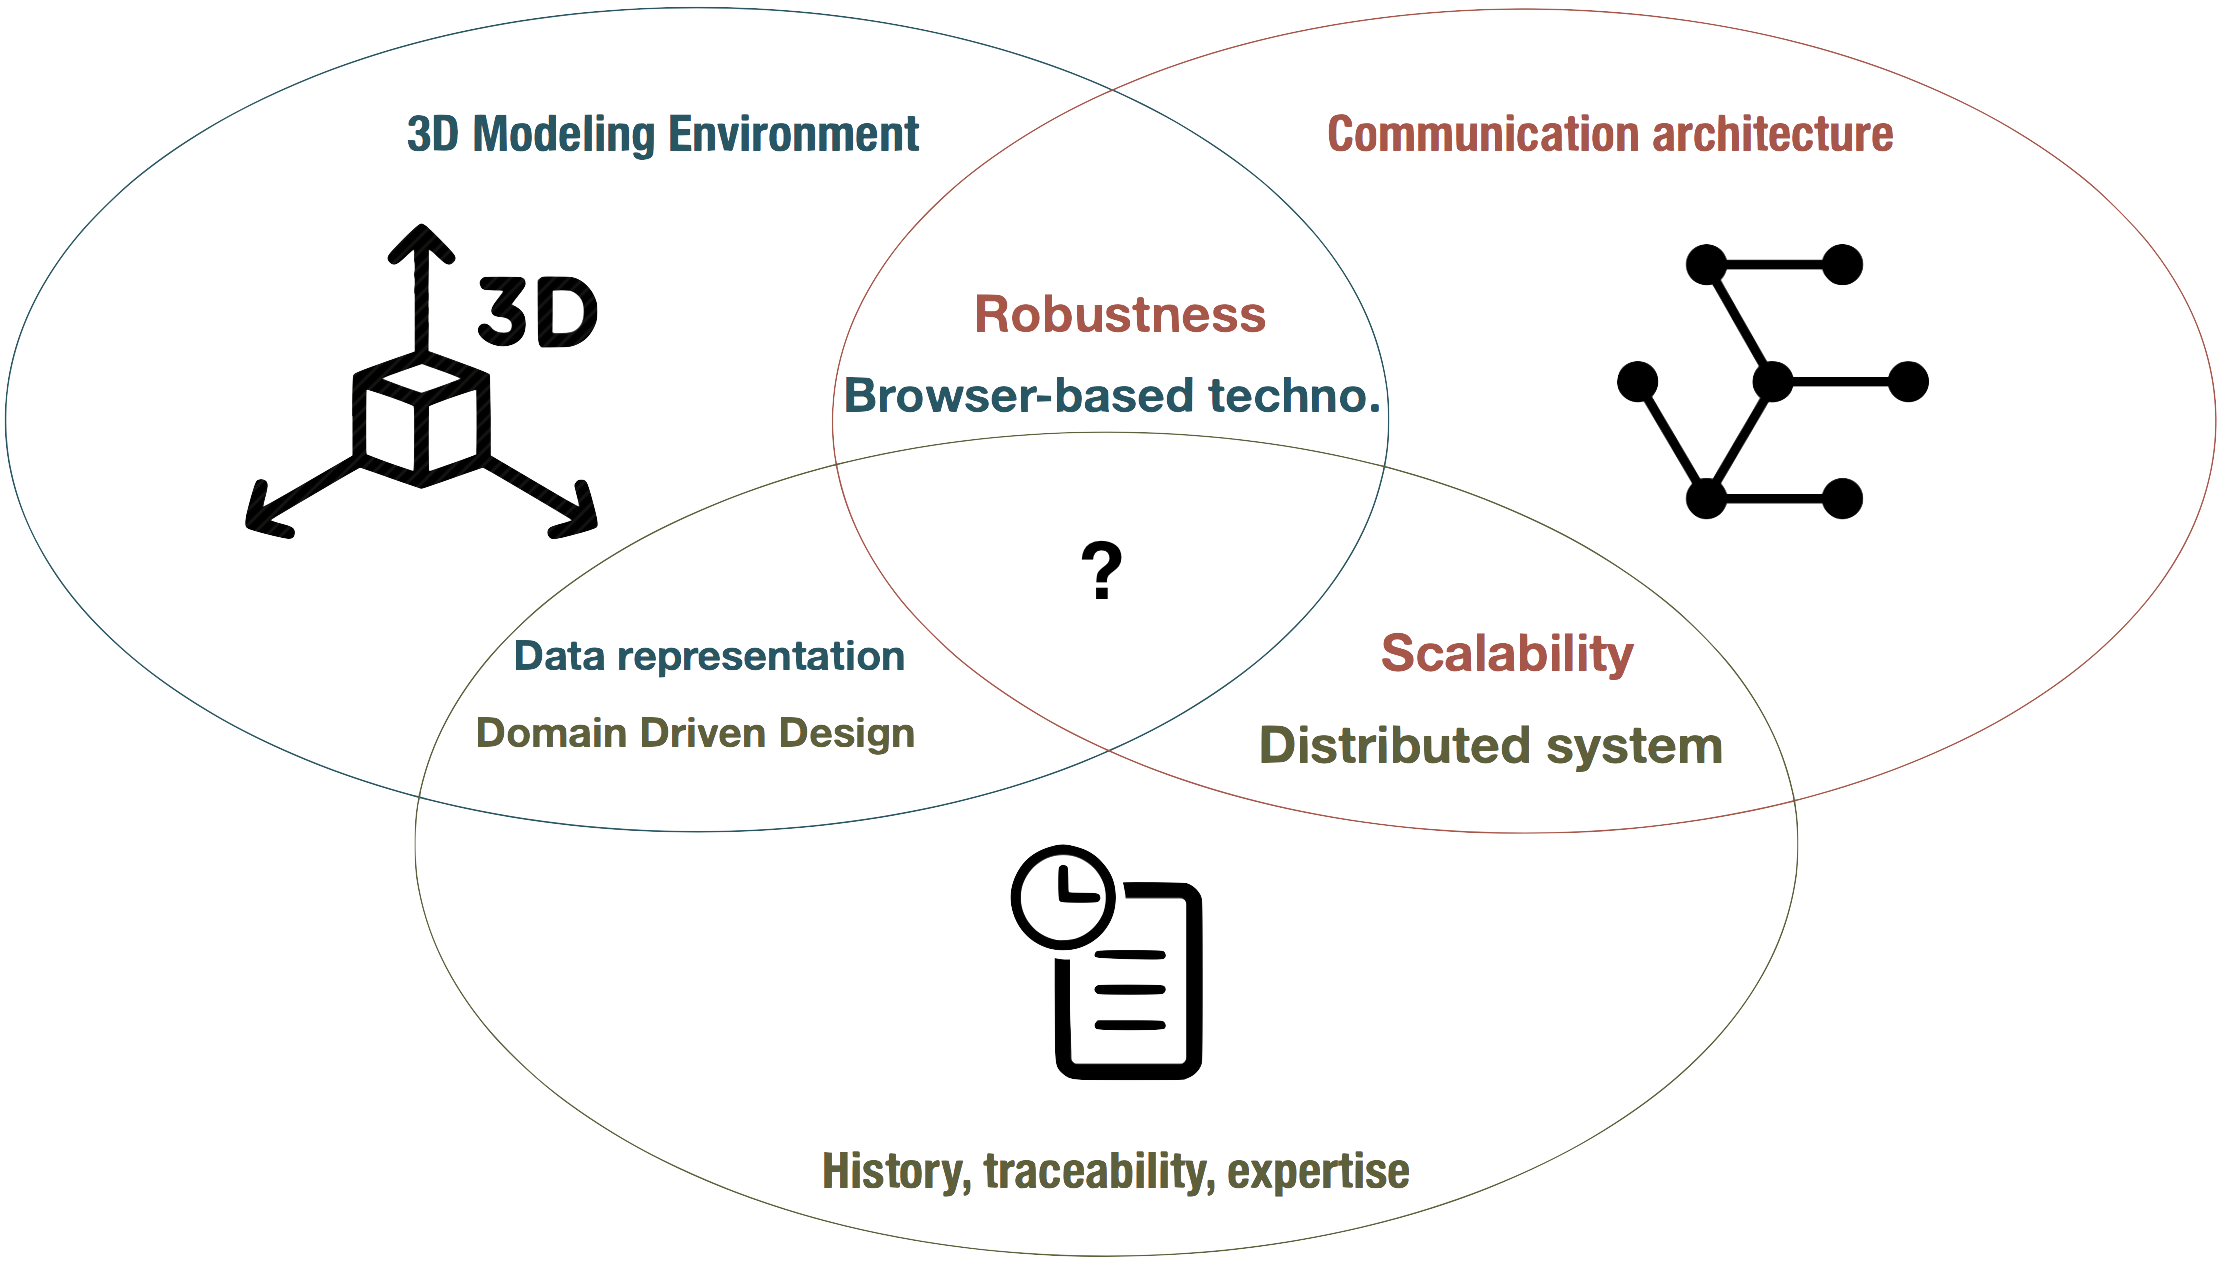 3D Modeling Environment
Communication architecture
3D
Robustness
Browser-based techno.
?
Data representation
Domain Driven Design
Scalability
Distributed system
History, traceability, expertise